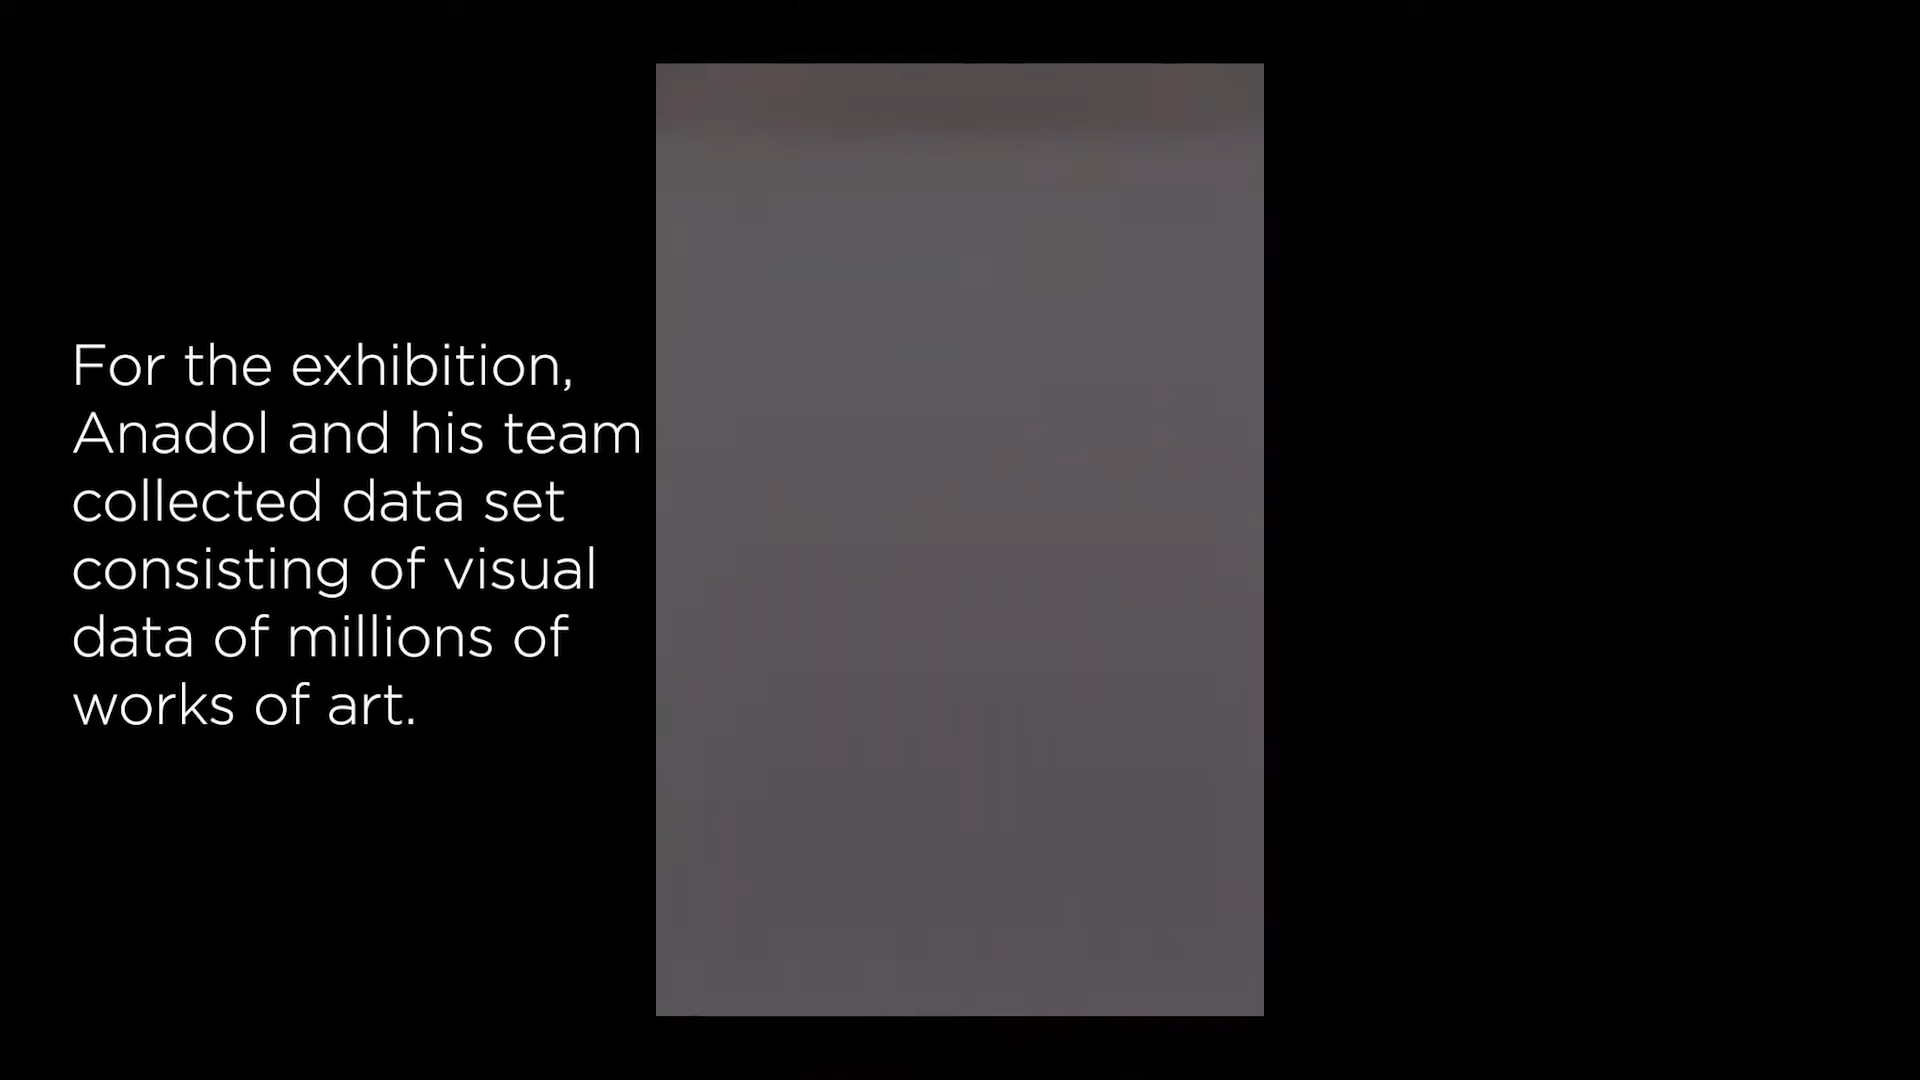 For the exhibition,
Anadol and his team
collected data set
consisting of visual
data of millions of
works of art.